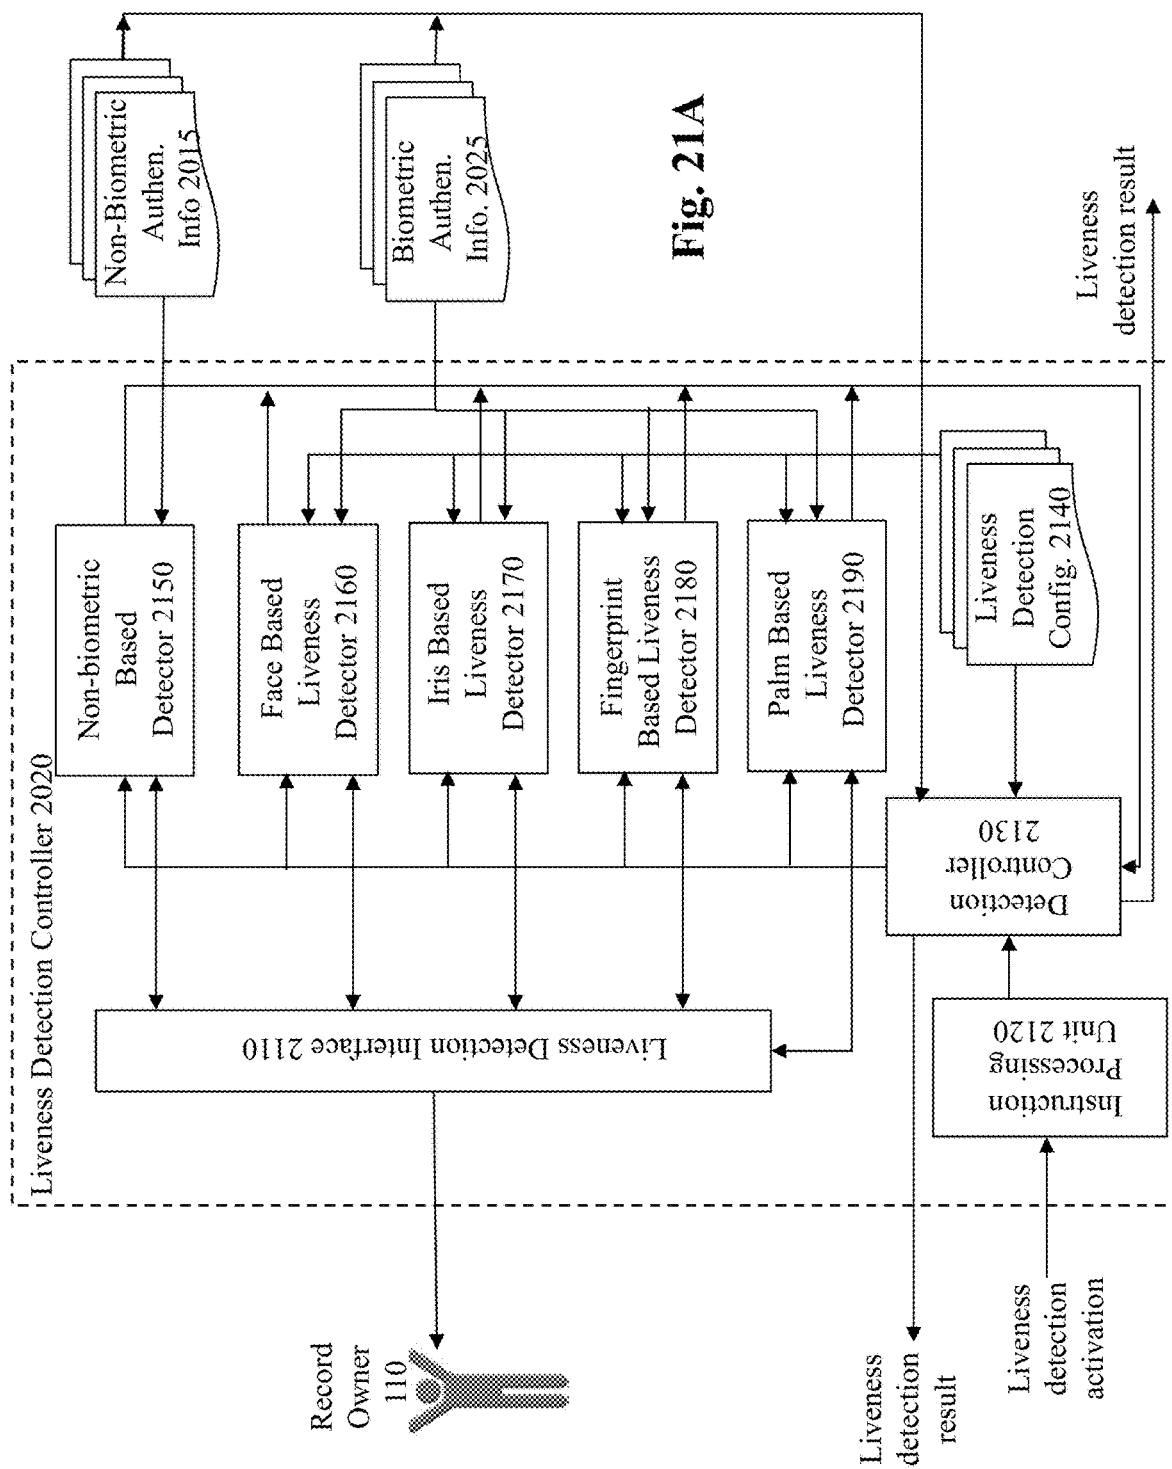 Liveness Detection Controller 2020
Non-Biometric
Authen.
Info 2015
Biometric
Authen.
Info. 2025
Fig. 21A
Non-biometric
Based
Detector 2150
Face Based
Liveness
Detector 2160
Iris Based
Liveness
Detector 2170
Fingerprint
Based Liveness
Detector 2180
Palm Based
Liveness
Detector 2190
Liveness
Detection
Config. 2140
Liveness
detection result
Detection
Controller
2130
Liveness Detection Interface 2110
Instruction
Processing
Unit 2120
Record
Owner
110
Liveness
detection
result
Liveness
detection
activation